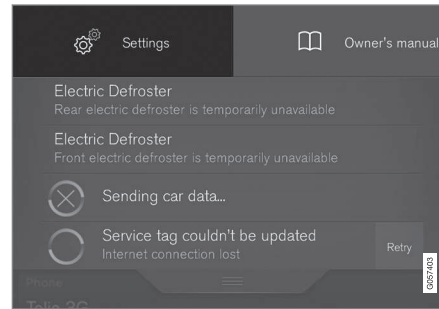 Settings
Owner's manual
Electric Defroster
Rear electric defroster is temporarily unavailable
Electric Defroster
Front electric defroster is temporarily unavailable
Sending car data...
Service tag couldn't be updated
Internet connection lost
Retry
Phone
Telia 3G
G057403